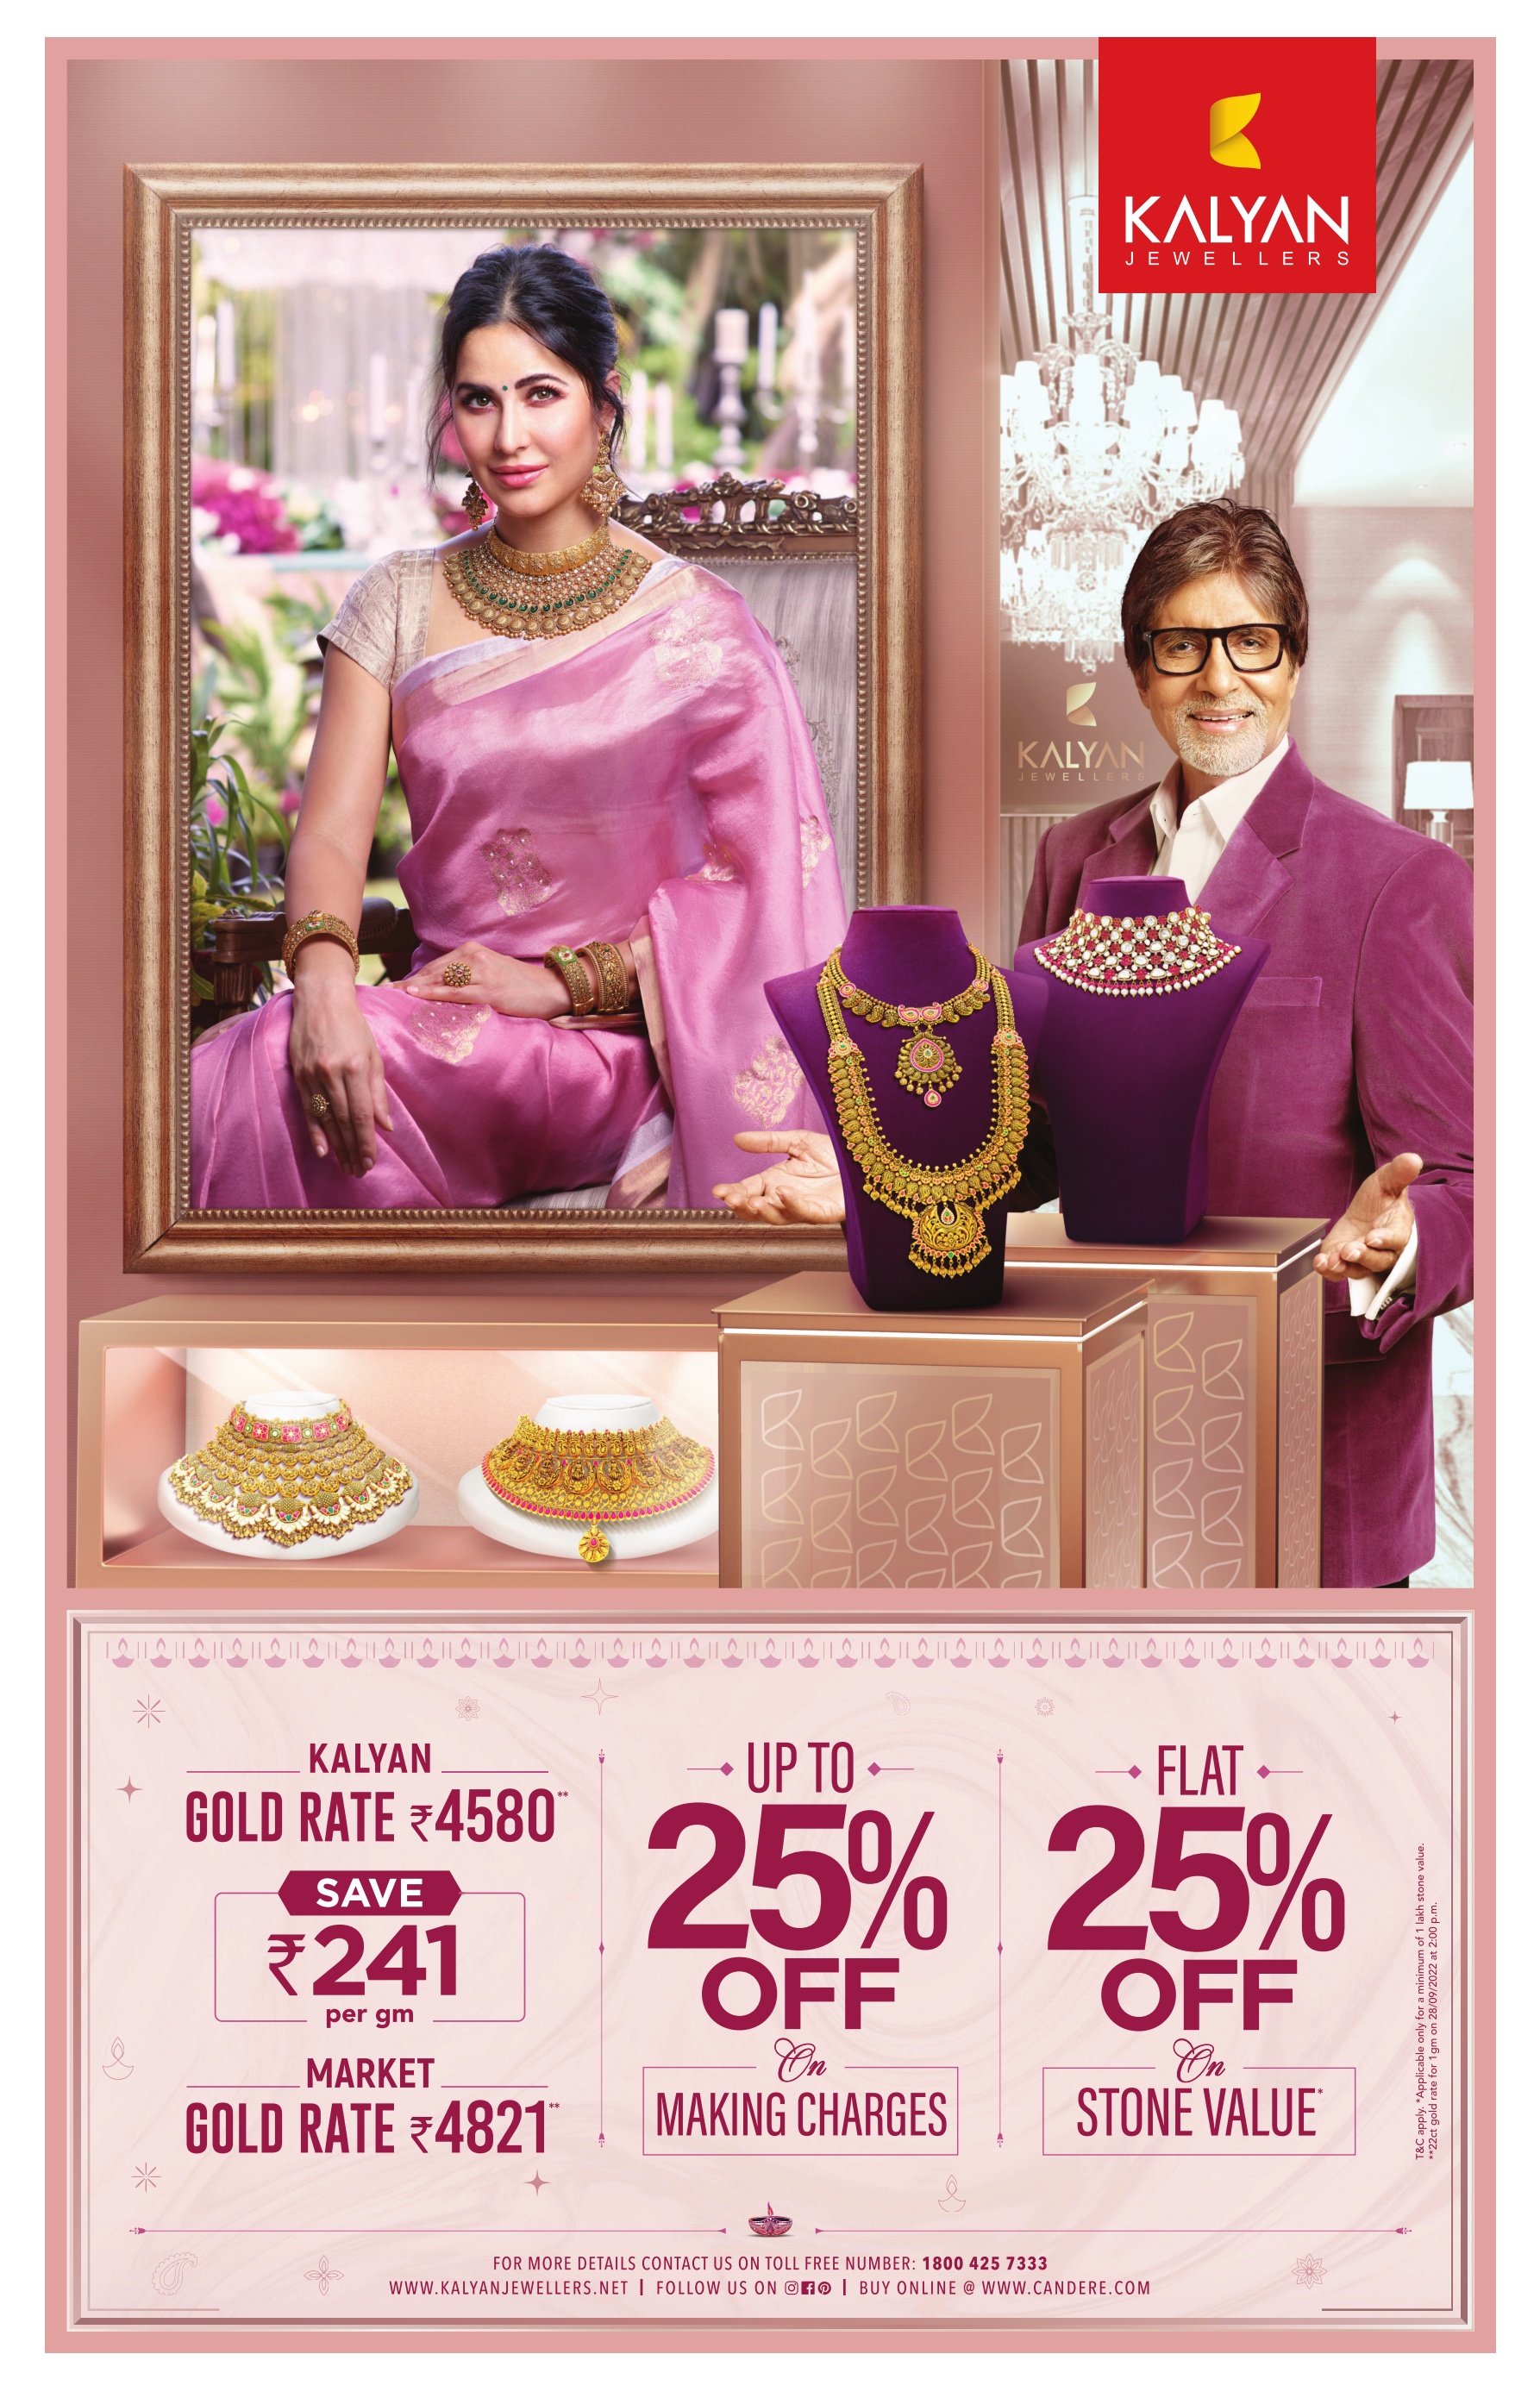 KALYAN
JEWELLERS
KALYAN
JEWELLERS
KALYAN
GOLD RATE ₹4580**
SAVE
₹241
per gm
MARKET
GOLD RATE ₹4821**
UP TO
25%
OFF
On
MAKING CHARGES
FLAT
25%
OFF
On
STONE VALUE*
T&C apply. *Applicable only for a minimum of 1 lakh stone value.
**22ct gold rate for 1gm on 28/09/2022 at 2:00 p.m.
FOR MORE DETAILS CONTACT US ON TOLL FREE NUMBER: 1800 425 7333
WWW.KALYANJEWELLERS.NET | FOLLOW US ON | BUY ONLINE @ WWW.CANDERE.COM